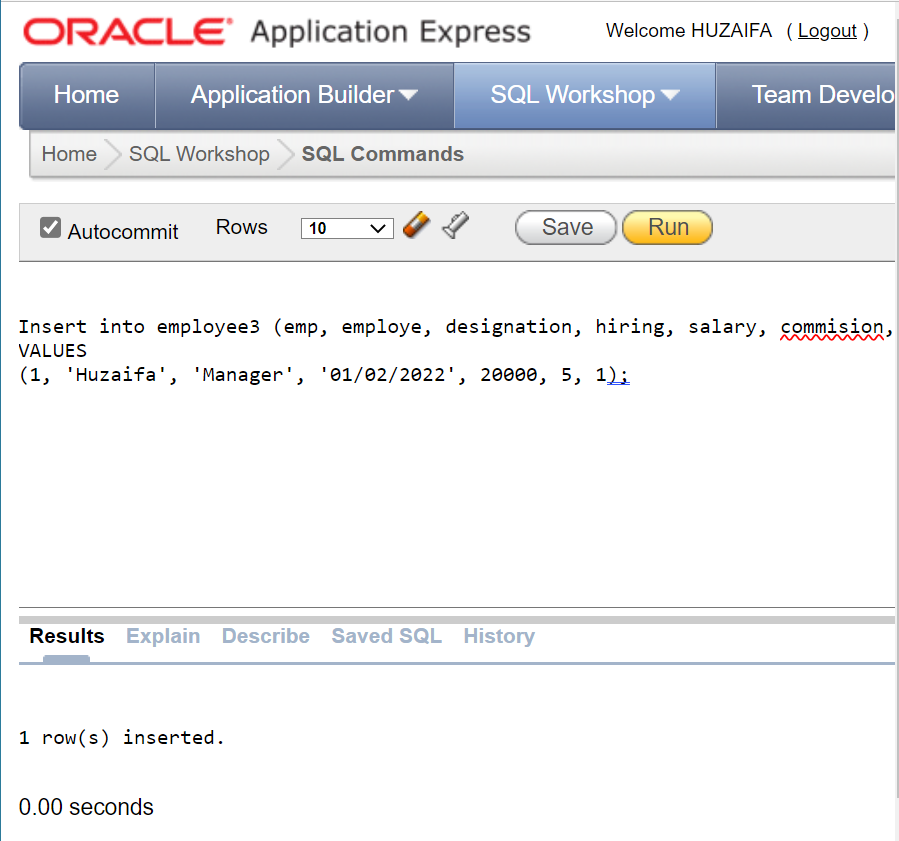 ORACLE Application Express Welcome HUZAIFA ( Logout )
Home Application Builder SQL Workshop Team Develo
Home SQL Workshop SQL Commands
Autocommit Rows 10 Save Run
Insert into employee3 (emp, employe, designation, hiring, salary, commision,
VALUES
(1, 'Huzaifa', 'Manager', '01/02/2022', 20000, 5, 1);
Results Explain Describe Saved SQL History
1 row(s) inserted.
0.00 seconds